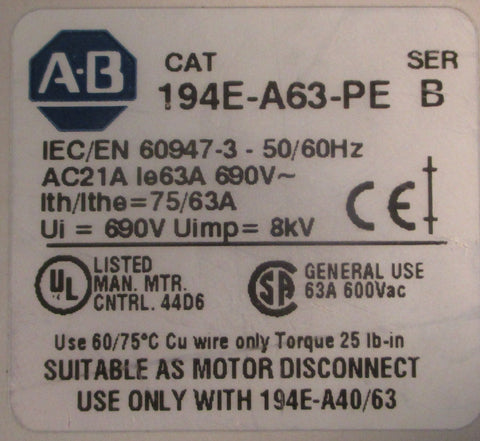 A-B
CAT SER
194E-A63-PE B
IEC/EN 60947-3 - 50/60Hz
AC21A Ie63A 690V~
Ith/Ithe=75/63A
Ui = 690V Uimp= 8kV
CE
UL LISTED
MAN. MTR.
CNTRL. 44D6
SA GENERAL USE
63A 600Vac
Use 60/75°C Cu wire only Torque 25 lb-in
SUITABLE AS MOTOR DISCONNECT
USE ONLY WITH 194E-A40/63